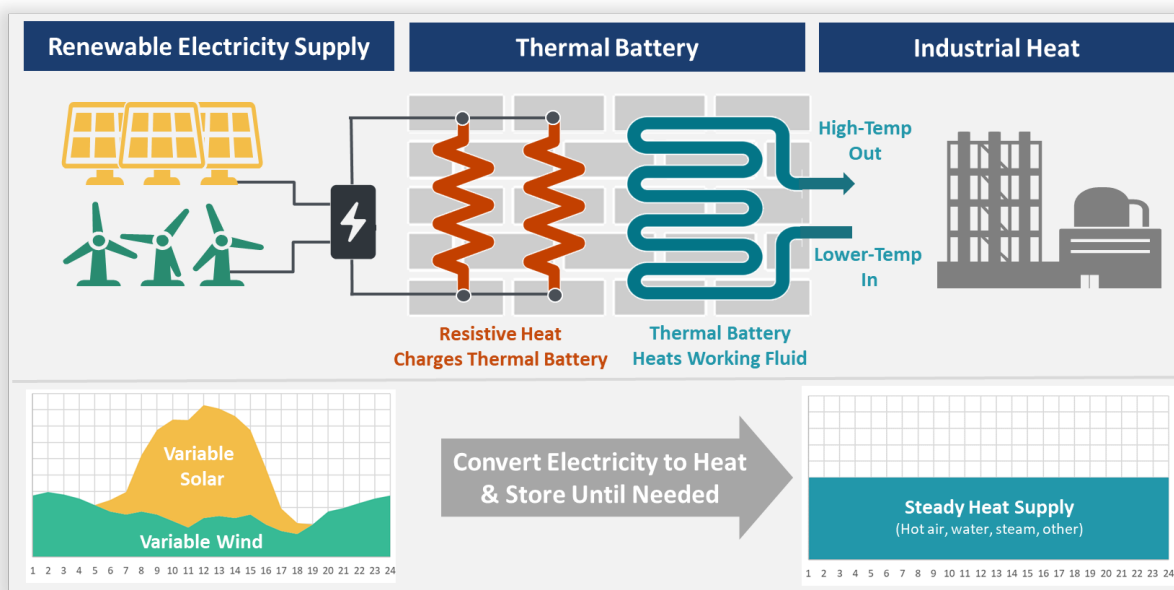 Renewable Electricity Supply
Thermal Battery
Industrial Heat
High-Temp
Out
Lower-Temp
In
Resistive Heat
Charges Thermal Battery
Thermal Battery
Heats Working Fluid
Variable
Solar
Variable Wind
1 2 3 4 5 6 7 8 9 10 11 12 13 14 15 16 17 18 19 20 21 22 23 24
Convert Electricity to Heat
& Store Until Needed
Steady Heat Supply
(Hot air, water, steam, other)
1 2 3 4 5 6 7 8 9 10 11 12 13 14 15 16 17 18 19 20 21 22 23 24